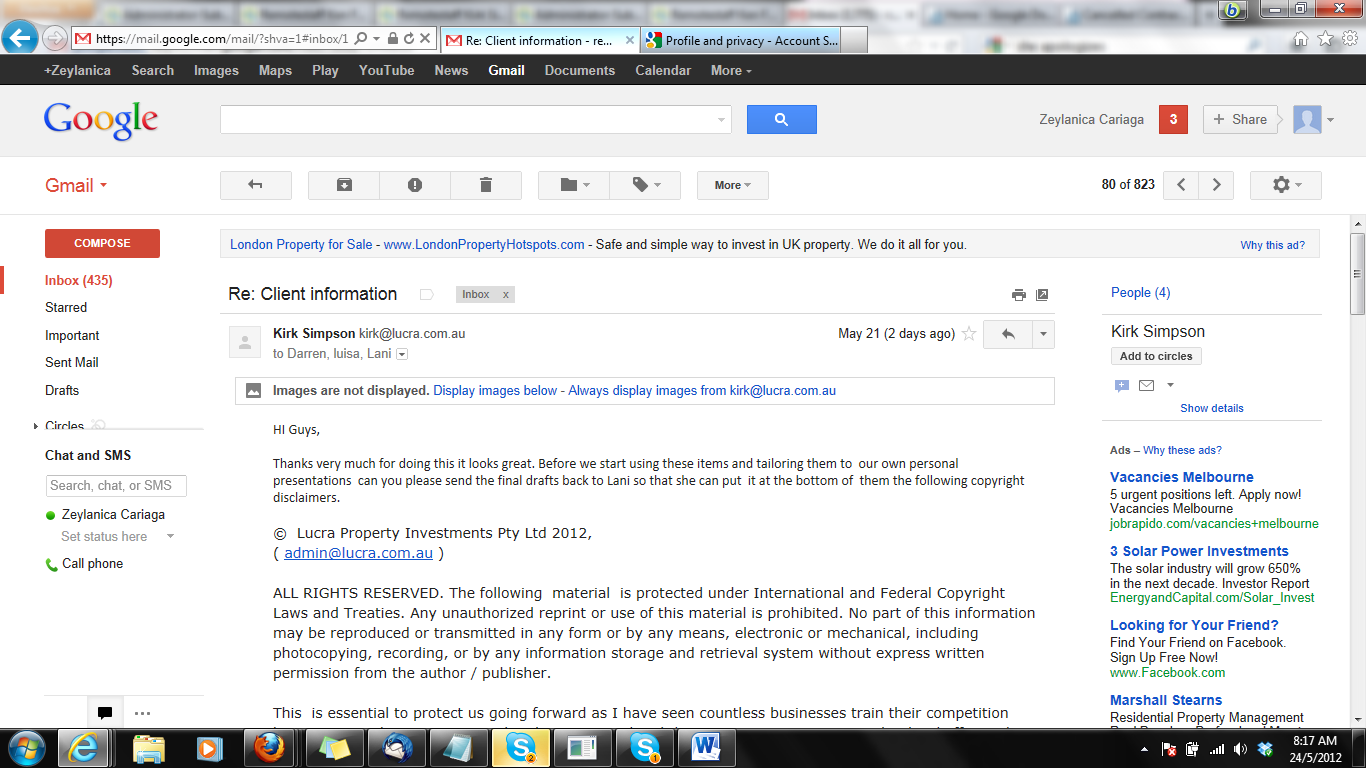 https://mail.google.com/mail/?shva=1#inbox/1
Re: Client information - re...
Profile and privacy - Account S...
+Zeylanica Search Images Maps Play YouTube News Gmail Documents Calendar More
Google
Zeylanica Cariaga 3 + Share
Gmail
More
80 of 823
COMPOSE
Inbox (435)
Starred
Important
Sent Mail
Drafts
Circles
Chat and SMS
Search, chat, or SMS
Zeylanica Cariaga
Set status here
Call phone
London Property for Sale - www.LondonPropertyHotspots.com - Safe and simple way to invest in UK property. We do it all for you.
Why this ad?
Re: Client information
Inbox x
Kirk Simpson kirk@lucra.com.au
May 21 (2 days ago)
to Darren, luisa, Lani
Images are not displayed. Display images below - Always display images from kirk@lucra.com.au
HI Guys,
Thanks very much for doing this it looks great. Before we start using these items and tailoring them to our own personal
presentations can you please send the final drafts back to Lani so that she can put it at the bottom of them the following copyright
disclaimers.
© Lucra Property Investments Pty Ltd 2012,
( admin@lucra.com.au )
ALL RIGHTS RESERVED. The following material is protected under International and Federal Copyright
Laws and Treaties. Any unauthorized reprint or use of this material is prohibited. No part of this information
may be reproduced or transmitted in any form or by any means, electronic or mechanical, including
photocopying, recording, or by any information storage and retrieval system without express written
permission from the author / publisher.
This is essential to protect us going forward as I have seen countless businesses train their competition
People (4)
Kirk Simpson
Add to circles
Show details
Ads – Why these ads?
Vacancies Melbourne
5 urgent positions left. Apply now!
Vacancies Melbourne
jobrapido.com/vacancies+melbourne
3 Solar Power Investments
The solar industry will grow 650%
in the next decade. Investor Report
EnergyandCapital.com/Solar_Invest
Looking for Your Friend?
Find Your Friend on Facebook.
Sign Up Free Now!
www.Facebook.com
Marshall Stearns
Residential Property Management
8:17 AM
24/5/2012